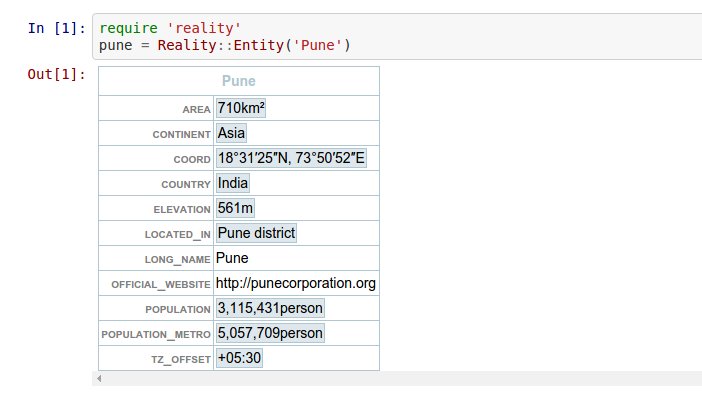 In [1]: require 'reality'
pune = Reality::Entity('Pune')
Out[1]:
Pune
AREA 710km²
CONTINENT Asia
COORD 18°31′25″N, 73°50′52″E
COUNTRY India
ELEVATION 561m
LOCATED_IN Pune district
LONG_NAME Pune
OFFICIAL_WEBSITE http://punecorporation.org
POPULATION 3,115,431person
POPULATION_METRO 5,057,709person
TZ_OFFSET +05:30